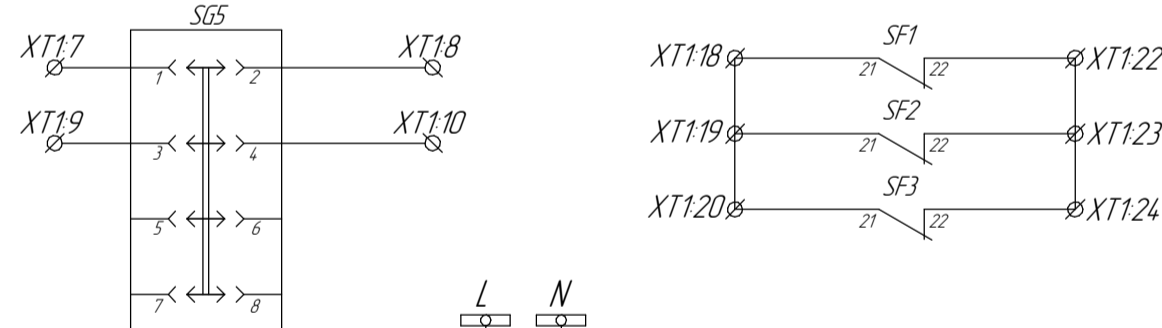 SG5
XT1:7 1 2 XT1:8
XT1:9 3 4 XT1:10
5 6
7 8
L N
SF1
XT1:18 21 22 XT1:22
SF2
XT1:19 21 22 XT1:23
SF3
XT1:20 21 22 XT1:24